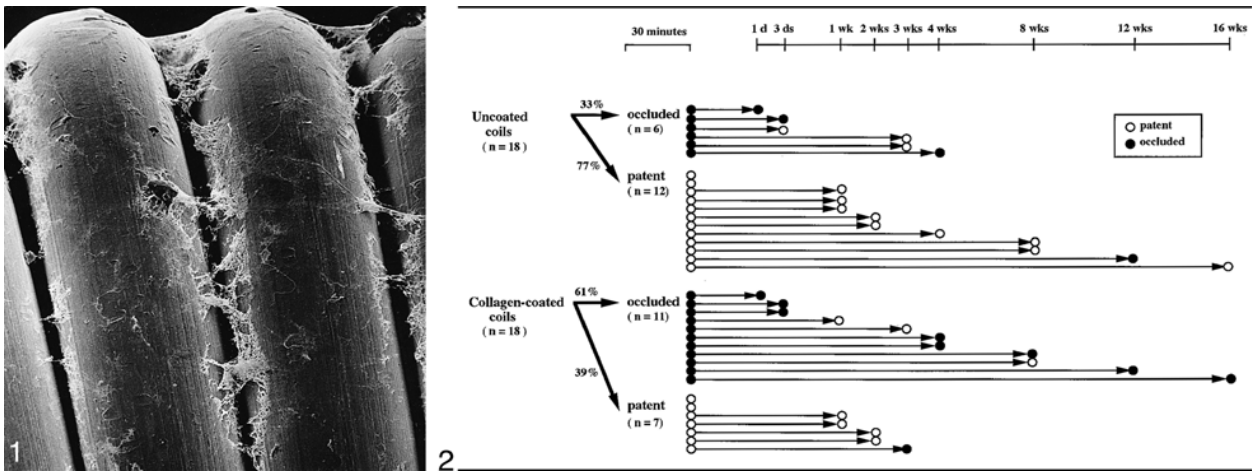 1
2
30 minutes
1 d 3 ds 1 wk 2 wks 3 wks 4 wks 8 wks 12 wks 16 wks
Uncoated
coils
( n = 18 )
33%
occluded
( n = 6 )
77%
patent
( n = 12 )
patent
occluded
Collagen-coated
coils
( n = 18 )
61%
occluded
( n = 11 )
39%
patent
( n = 7 )